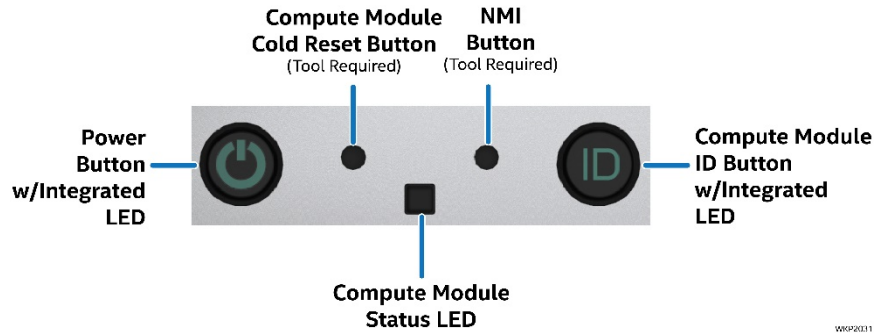 Compute Module
Cold Reset Button
(Tool Required)
NMI
Button
(Tool Required)
Power
Button
w/Integrated
LED
ID
Compute Module
ID Button
w/Integrated
LED
Compute Module
Status LED
WKP2031